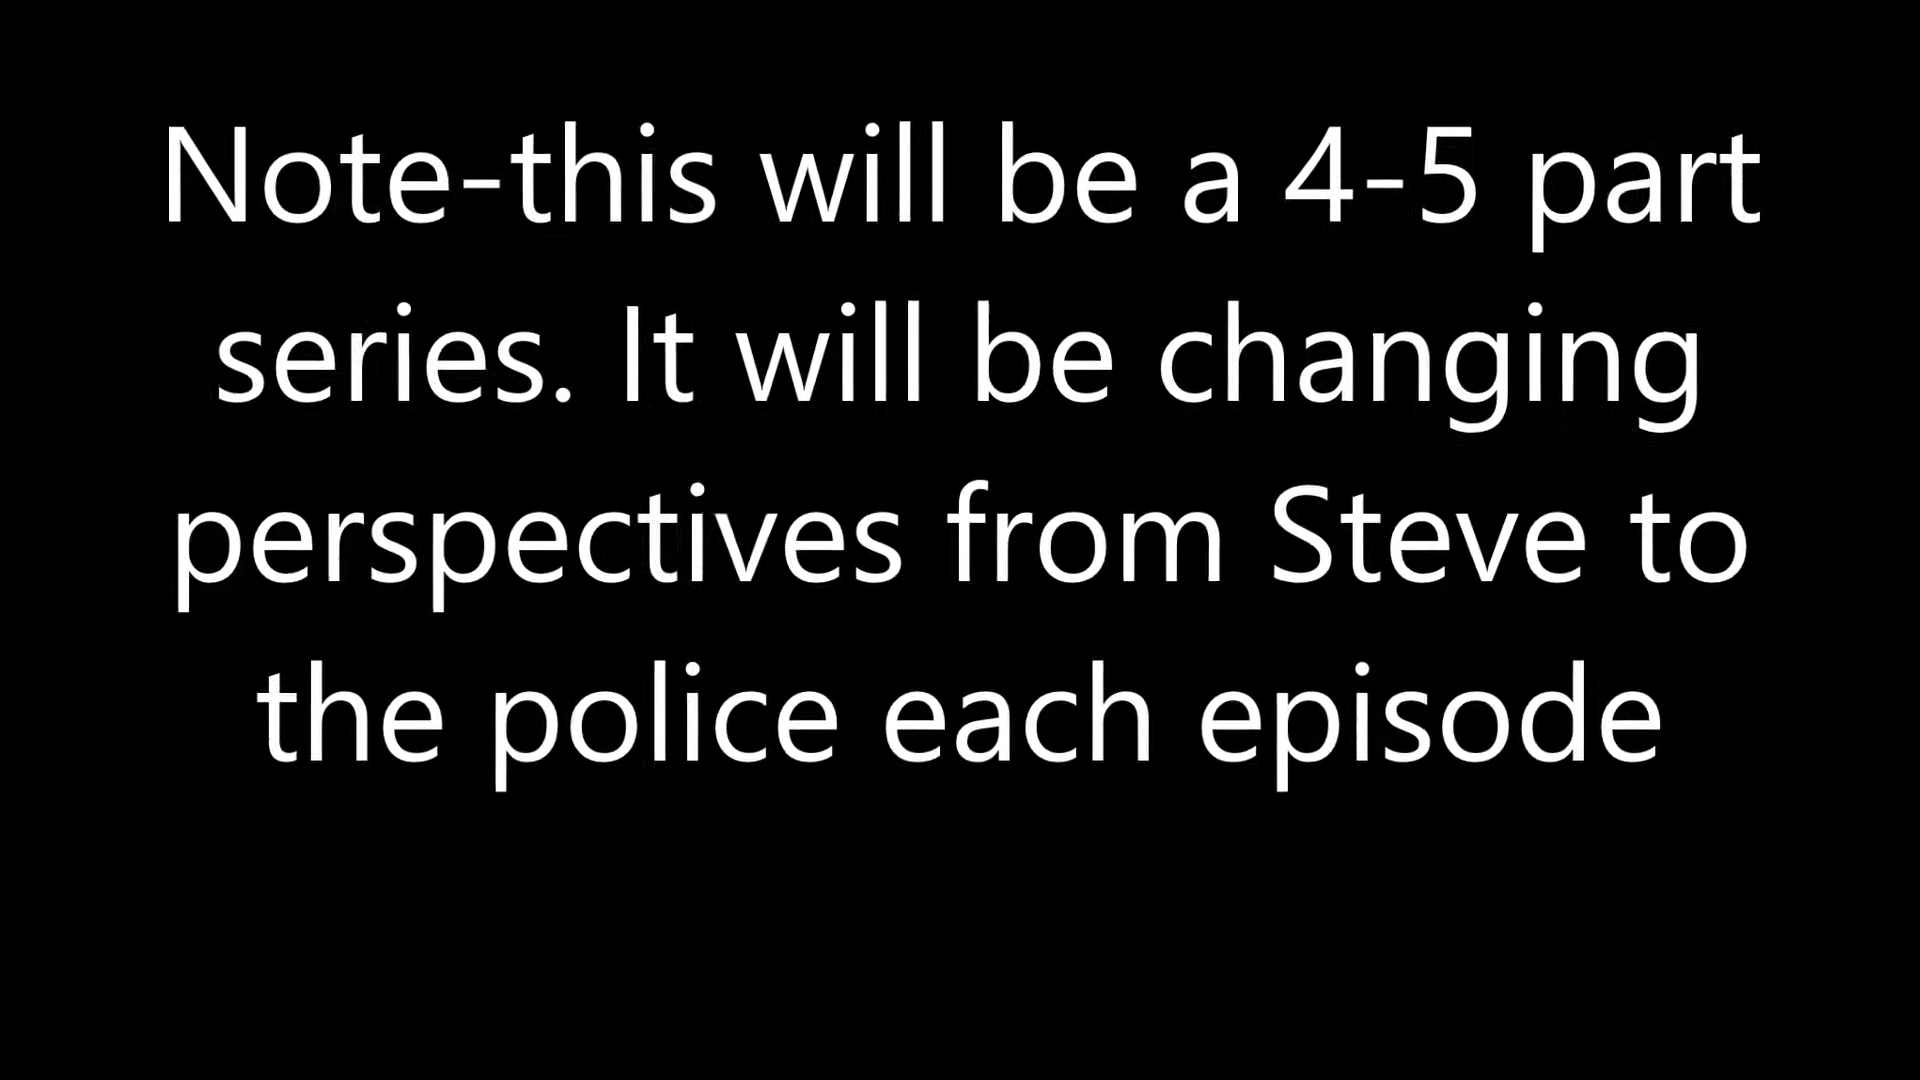 Note-this will be a 4-5 part
series. It will be changing
perspectives from Steve to
the police each episode